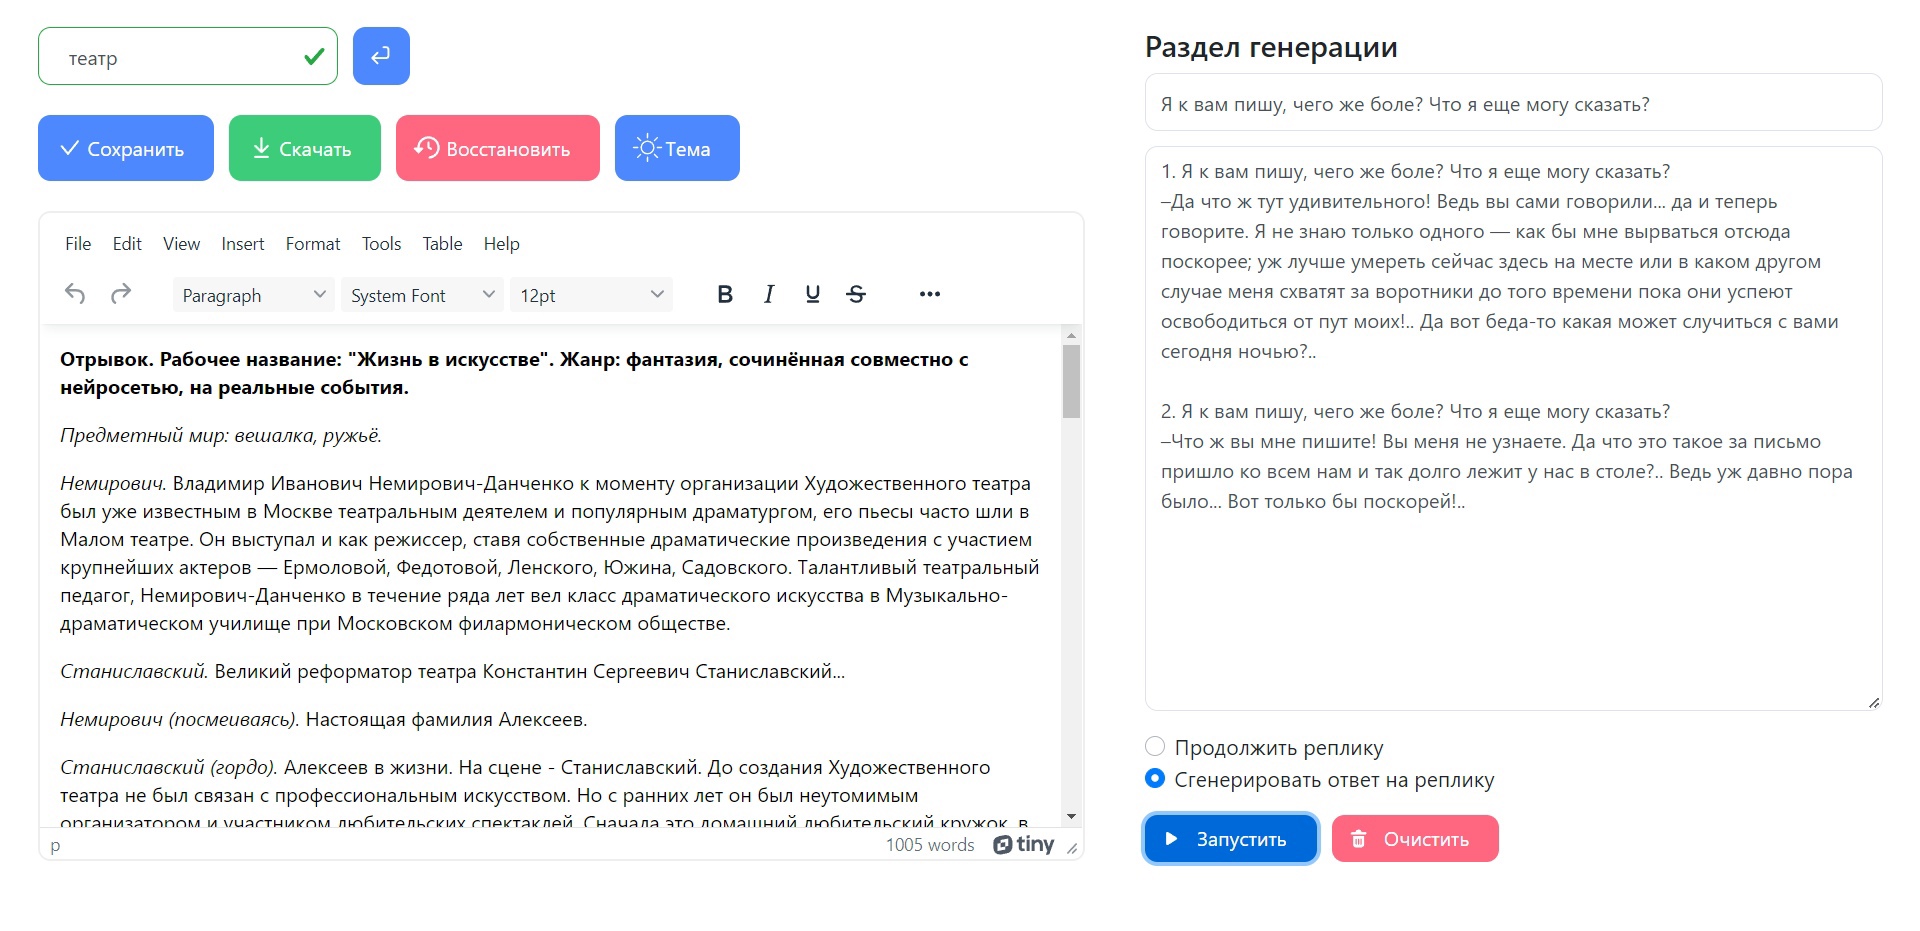 театр
Сохранить
Скачать
Восстановить
Тема
File Edit View Insert Format Tools Table Help
Paragraph System Font 12pt B I U S ...
Отрывок. Рабочее название: "Жизнь в искусстве". Жанр: фантазия, сочинённая совместно с
нейросетью, на реальные события.
Предметный мир: вешалка, ружьё.
Немирович. Владимир Иванович Немирович-Данченко к моменту организации Художественного театра
был уже известным в Москве театральным деятелем и популярным драматургом, его пьесы часто шли в
Малом театре. Он выступал и как режиссер, ставя собственные драматические произведения с участием
крупнейших актеров — Ермоловой, Федотовой, Ленского, Южина, Садовского. Талантливый театральный
педагог, Немирович-Данченко в течение ряда лет вел класс драматического искусства в Музыкально-
драматическом училище при Московском филармоническом обществе.
Станиславский. Великий реформатор театра Константин Сергеевич Станиславский...
Немирович (посмеиваясь). Настоящая фамилия Алексеев.
Станиславский (гордо). Алексеев в жизни. На сцене - Станиславский. До создания Художественного
театра не был связан с профессиональным искусством. Но с ранних лет он был неутомимым
организатором и участником любительских спектаклей. Сначала это домашний любительский кружок, в
p
1005 words
tiny
Раздел генерации
Я к вам пишу, чего же боле? Что я еще могу сказать?
1. Я к вам пишу, чего же боле? Что я еще могу сказать?
–Да что ж тут удивительного! Ведь вы сами говорили... да и теперь
говорите. Я не знаю только одного — как бы мне вырваться отсюда
поскорее; уж лучше умереть сейчас здесь на месте или в каком другом
случае меня схватят за воротники до того времени пока они успеют
освободиться от пут моих!.. Да вот беда-то какая может случиться с вами
сегодня ночью?..
2. Я к вам пишу, чего же боле? Что я еще могу сказать?
–Что ж вы мне пишите! Вы меня не узнаете. Да что это такое за письмо
пришло ко всем нам и так долго лежит у нас в столе?.. Ведь уж давно пора
было... Вот только бы поскорей!..
Продолжить реплику
Сгенерировать ответ на реплику
Запустить
Очистить